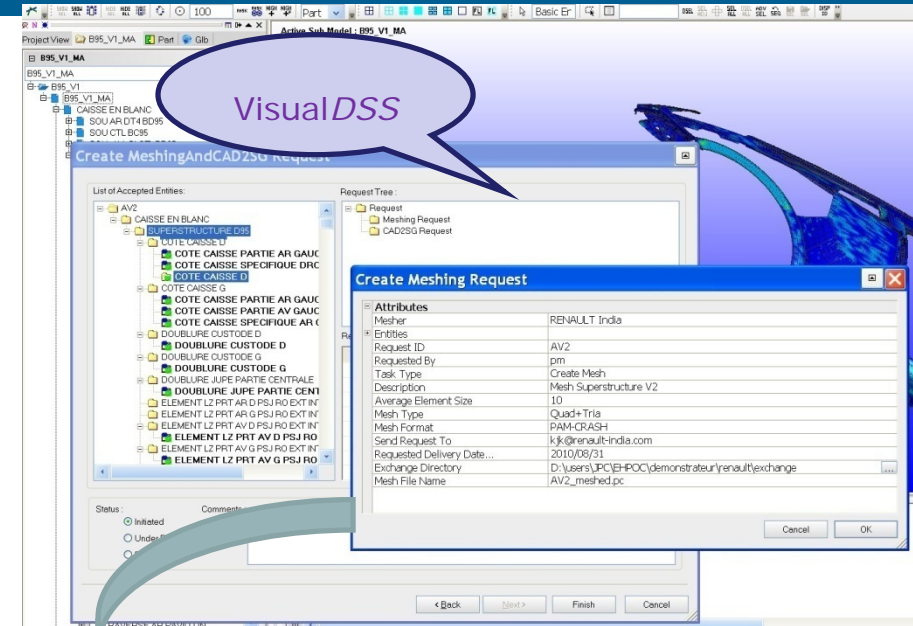 100
Part
Basic Er
Project View B95_V1_MA Part Glb
Active Sub Model : B95_V1_MA
B95_V1_MA
B95_V1_MA
B95_V1
B95_V1_MA
CAISSE EN BLANC
SOU AR DT4 BD95
SOU CTL BC95
VisualDSS
Create MeshingAndCAD2SG Request
List of Accepted Entities:
Request Tree :
AV2
CAISSE EN BLANC
SUPERSTRUCTURE D95
COTE CAISSE D
COTE CAISSE PARTIE AR GAUC
COTE CAISSE SPECIFIQUE DRC
COTE CAISSE D
COTE CAISSE G
COTE CAISSE PARTIE AR GAUC
COTE CAISSE PARTIE AV GAUC
COTE CAISSE SPECIFIQUE AR
DOUBLURE CUSTODE D
DOUBLURE CUSTODE D
DOUBLURE CUSTODE G
DOUBLURE CUSTODE G
DOUBLURE JUPE PARTIE CENTRALE
DOUBLURE JUPE PARTIE CENT
ELEMENT LZ PRT AR D PSJ RO EXT IN
ELEMENT LZ PRT AR G PSJ RO EXT IN
ELEMENT LZ PRT AV D PSJ RO EXT IN
ELEMENT LZ PRT AV D PSJ RO
ELEMENT LZ PRT AV G PSJ RO EXT IN
ELEMENT LZ PRT AV G PSJ RO
Request
Meshing Request
CAD2SG Request
Create Meshing Request
Attributes
Mesher RENAULT India
Entities
Request ID AV2
Requested By pm
Task Type Create Mesh
Description Mesh Superstructure V2
Average Element Size 10
Mesh Type Quad+Tria
Mesh Format PAM-CRASH
Send Request To kjk@renault-india.com
Requested Delivery Date... 2010/08/31
Exchange Directory D:\users\JPC\EHPOC\demonstrateur\renault\exchange ...
Mesh File Name AV2_meshed.pc
Cancel OK
Status : Comments
Initiated
Under
< Back Next > Finish Cancel